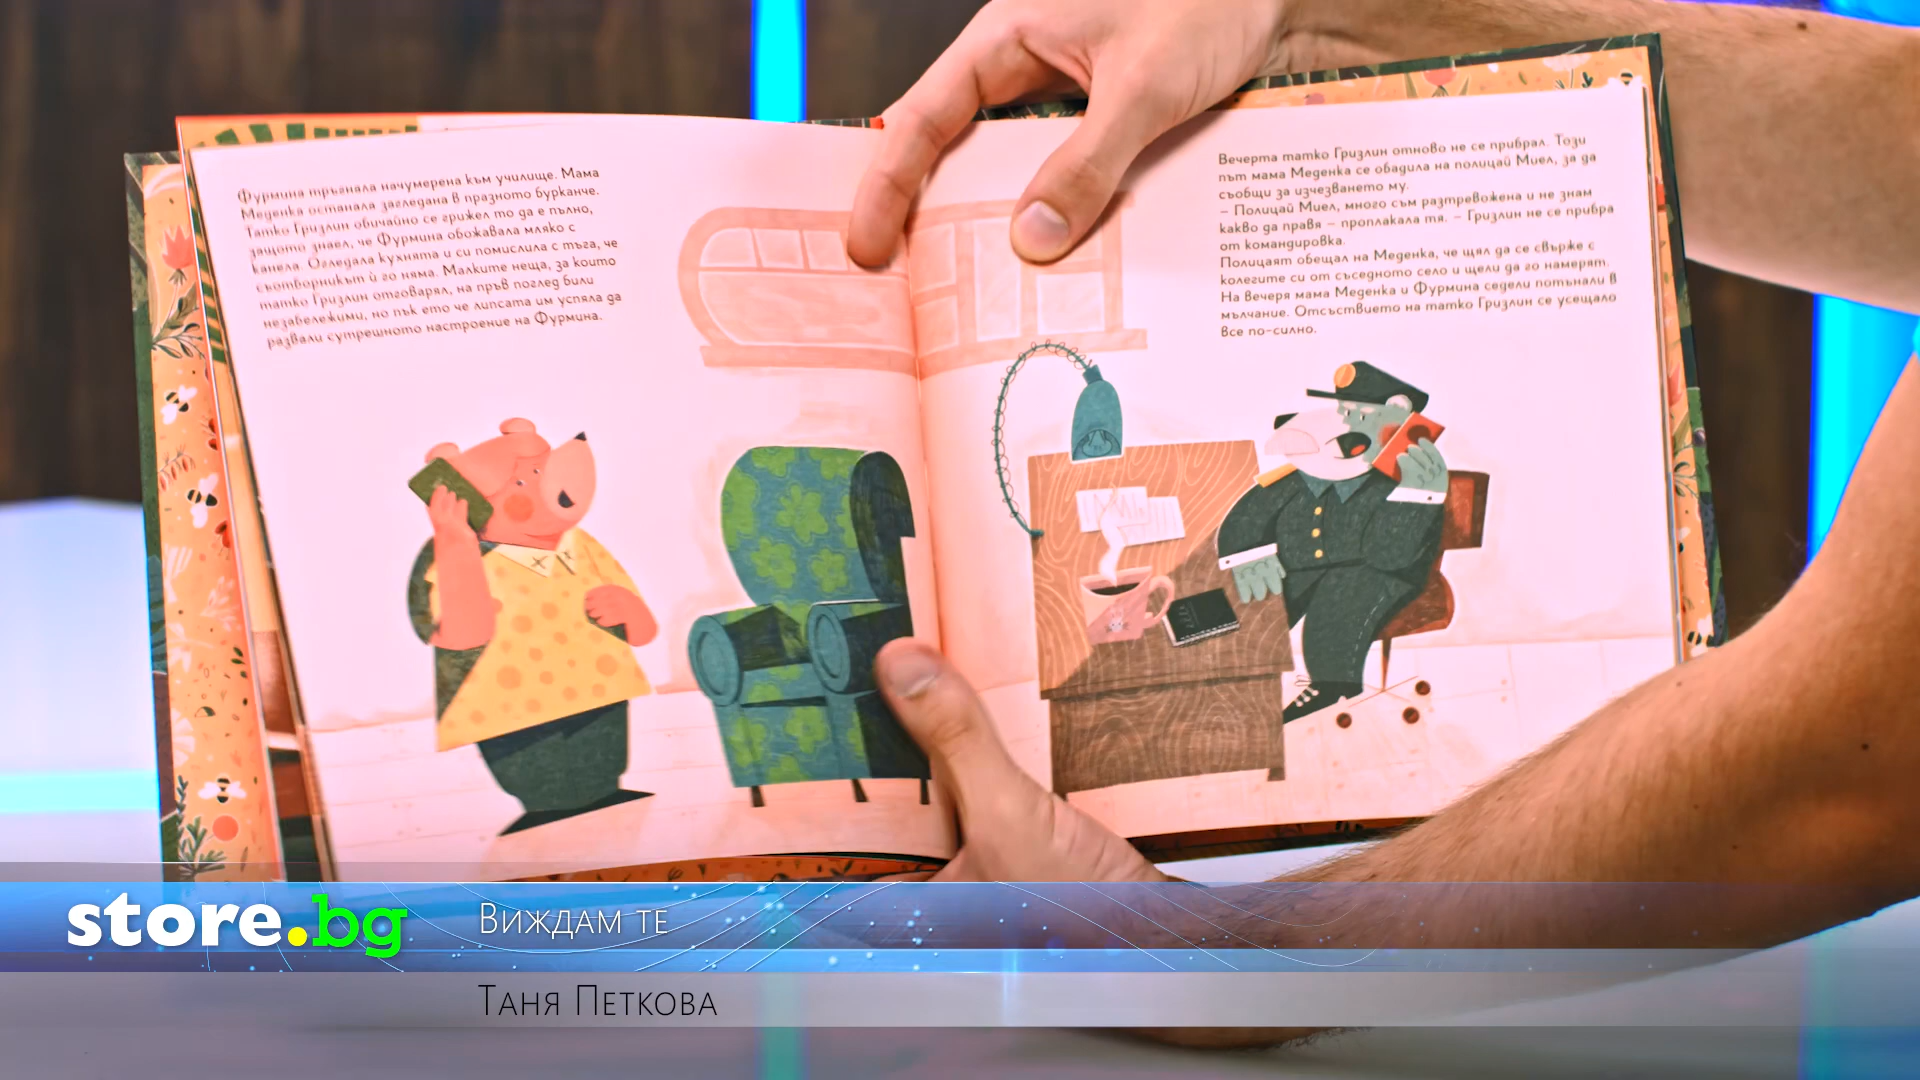 Фурмина тръгнала начумерена към училище. Мама
Меденка останала загледана в празното бурканче.
Татко Гризлин обичайно се грижел то да е пълно,
защото знаел, че Фурмина обожавала мляко с
канела. Огледала кухнята и си помислила с тъга, че
съотборникът ѝ го няма. Малките неща, за които
татко Гризлин отговарял, на пръв поглед били
незабележими, но пък ето че липсата им успяла да
развали сутрешното настроение на Фурмина.
Вечерта татко Гризлин отново не се прибрал. Този
път мама Меденка се обадила на полицай Миел, за да
съобщи за изчезването му.
– Полицай Миел, много съм разтревожена и не знам
какво да правя – проплакала тя. – Гризлин не се прибра
от командировка.
Полицаят обещал на Меденка, че щял да се свърже с
колегите си от съседното село и щели да го намерят.
На вечеря мама Меденка и Фурмина седели потънали в
мълчание. Отсъствието на татко Гризлин се усещало
все по-силно.
store.bg
Виждам те
Таня Петкова